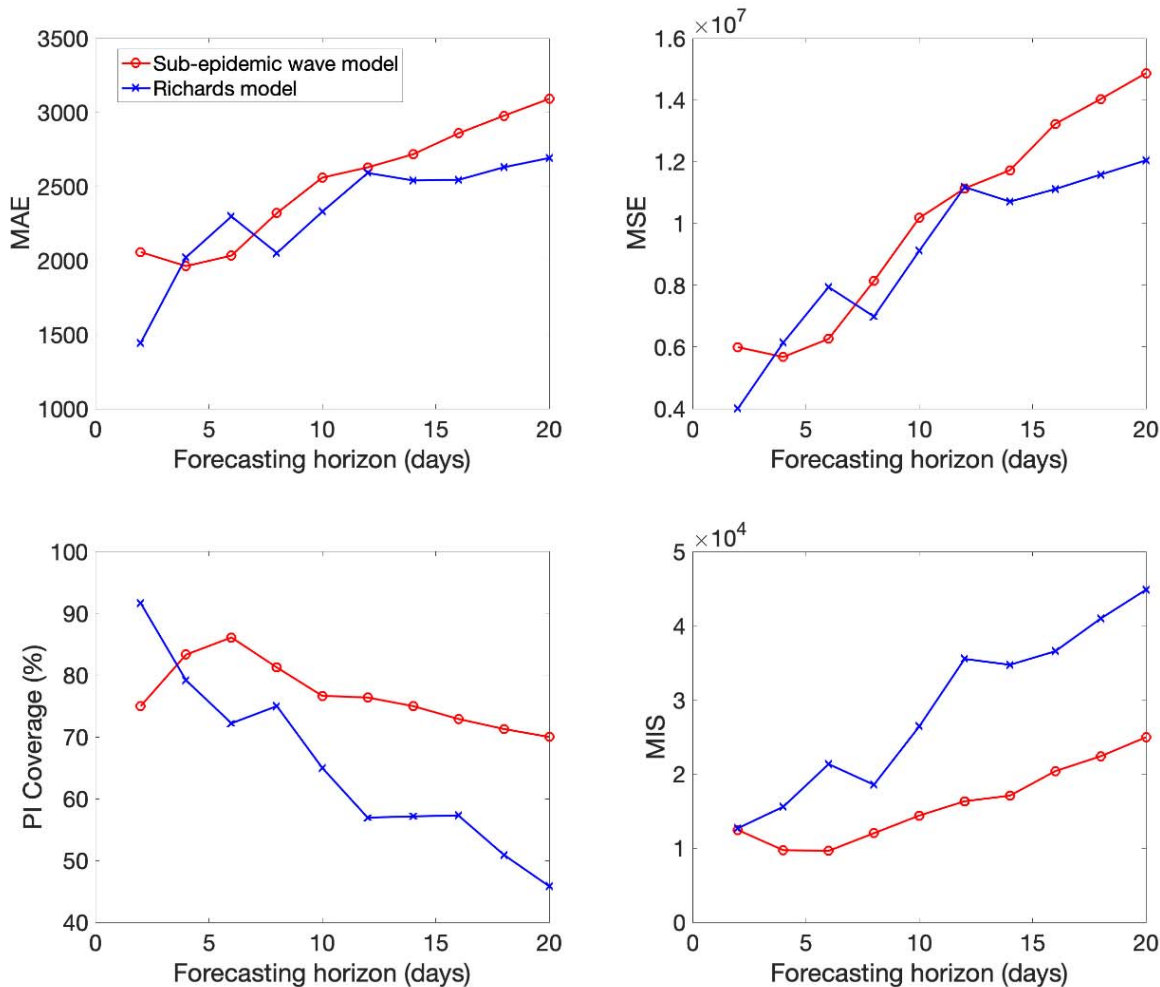 3500
3000
2500
2000
1500
1000
MAE
Sub-epidemic wave model
Richards model
0 5 10 15 20
Forecasting horizon (days)
×10^7
1.6
1.4
1.2
1
0.8
0.6
0.4
MSE
0 5 10 15 20
Forecasting horizon (days)
100
90
80
70
60
50
40
PI Coverage (%)
0 5 10 15 20
Forecasting horizon (days)
×10^4
5
4
3
2
1
0
MIS
0 5 10 15 20
Forecasting horizon (days)